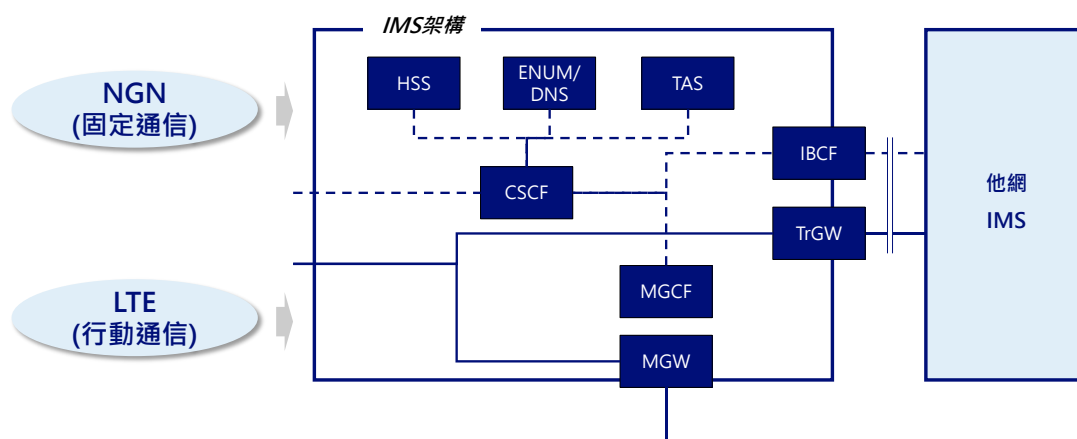 IMS架構
NGN
(固定通信)
HSS
ENUM/
DNS
TAS
IBCF
CSCF
他網
IMS
TrGW
MGCF
LTE
(行動通信)
MGW